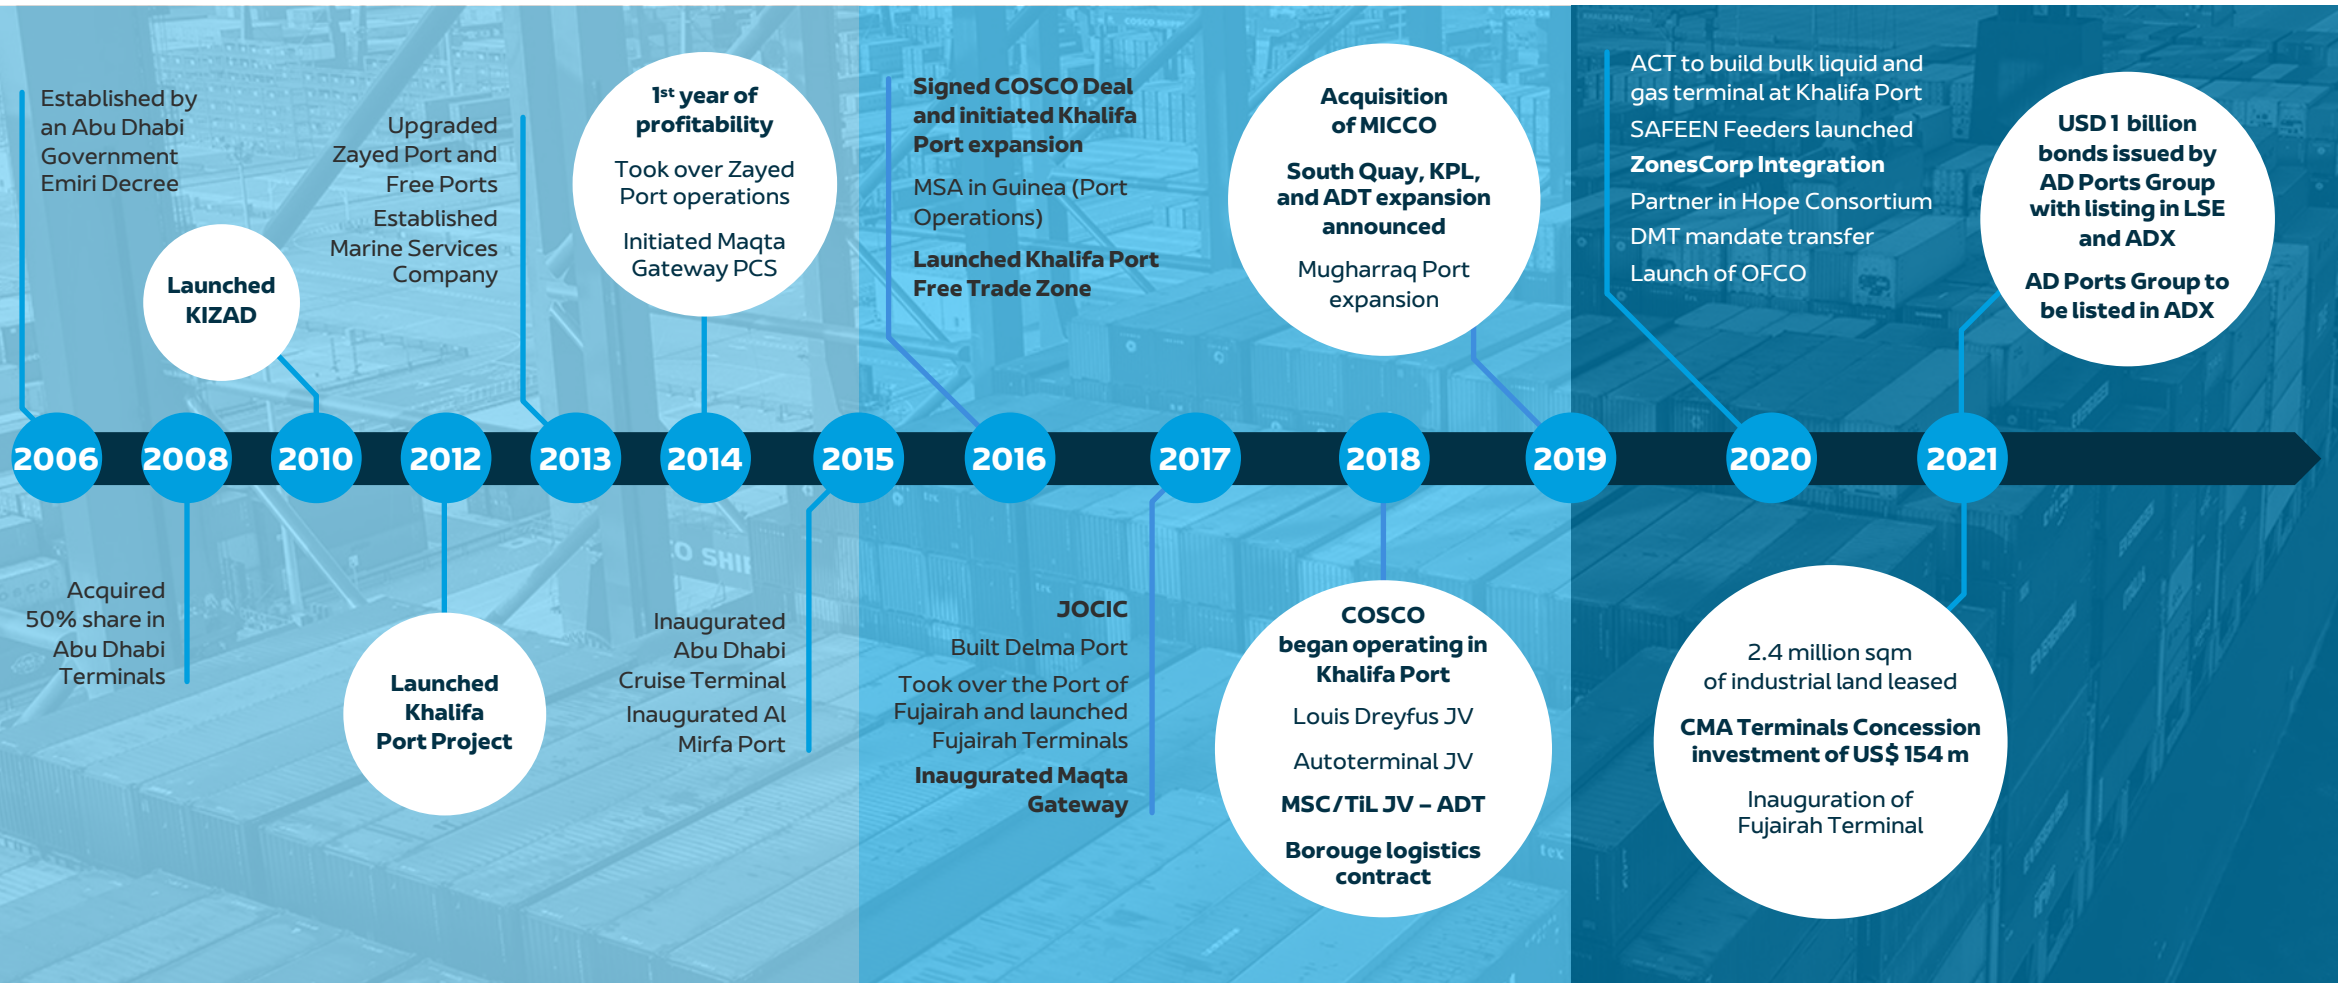 Established by
an Abu Dhabi
Government
Emiri Decree
Launched
KIZAD
Upgraded
Zayed Port and
Free Ports
Established
Marine Services
Company
1st year of
profitability
Took over Zayed
Port operations
Initiated Maqta
Gateway PCS
Signed COSCO Deal
and initiated Khalifa
Port expansion
MSA in Guinea (Port
Operations)
Launched Khalifa Port
Free Trade Zone
Acquisition
of MICCO
South Quay, KPL,
and ADT expansion
announced
Mugharraq Port
expansion
ACT to build bulk liquid and
gas terminal at Khalifa Port
SAFEEN Feeders launched
ZonesCorp Integration
Partner in Hope Consortium
DMT mandate transfer
Launch of OFCO
USD 1 billion
bonds issued by
AD Ports Group
with listing in LSE
and ADX
AD Ports Group to
be listed in ADX
2006 2008 2010 2012 2013 2014 2015 2016 2017 2018 2019 2020 2021
Acquired
50% share in
Abu Dhabi
Terminals
Launched
Khalifa
Port Project
Inaugurated
Abu Dhabi
Cruise Terminal
Inaugurated Al
Mirfa Port
JOCIC
Built Delma Port
Took over the Port of
Fujairah and launched
Fujairah Terminals
Inaugurated Maqta
Gateway
COSCO
began operating in
Khalifa Port
Louis Dreyfus JV
Autoterminal JV
MSC/TiL JV – ADT
Borouge logistics
contract
2.4 million sqm
of industrial land leased
CMA Terminals Concession
investment of US$ 154 m
Inauguration of
Fujairah Terminal